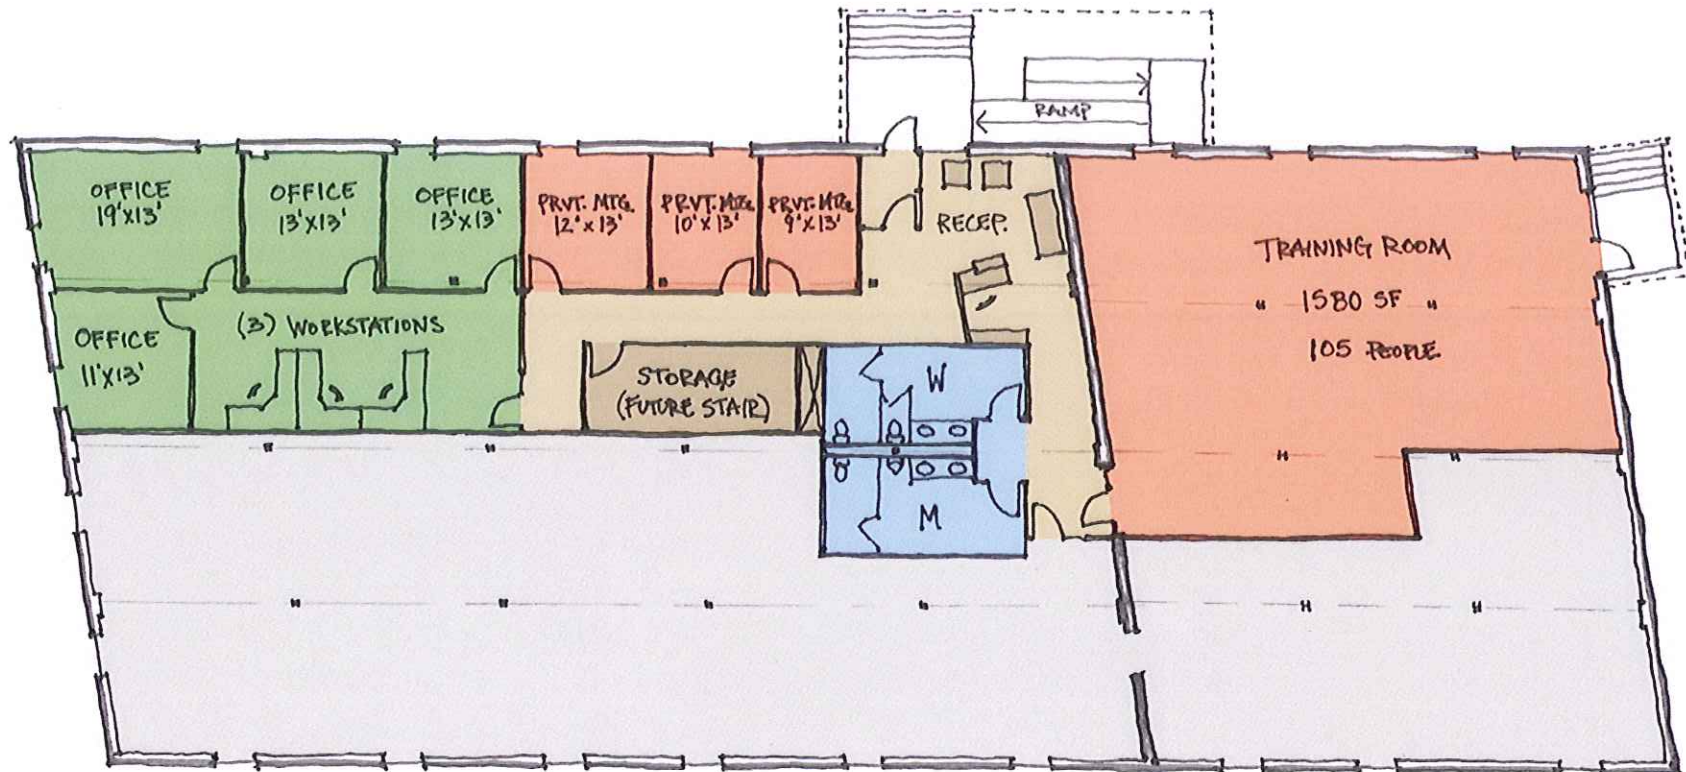 RAMP
OFFICE
19'X13'
OFFICE
13'X13'
OFFICE
13'X13'
PRVT. MTG.
12'X13'
PRVT. MTG.
10'X13'
PRVT. MTG.
9'X13'
RECEP.
TRAINING ROOM
1580 SF
105 PEOPLE.
OFFICE
11'X13'
(3) WORKSTATIONS
STORAGE
(FUTURE STAIR)
W
M